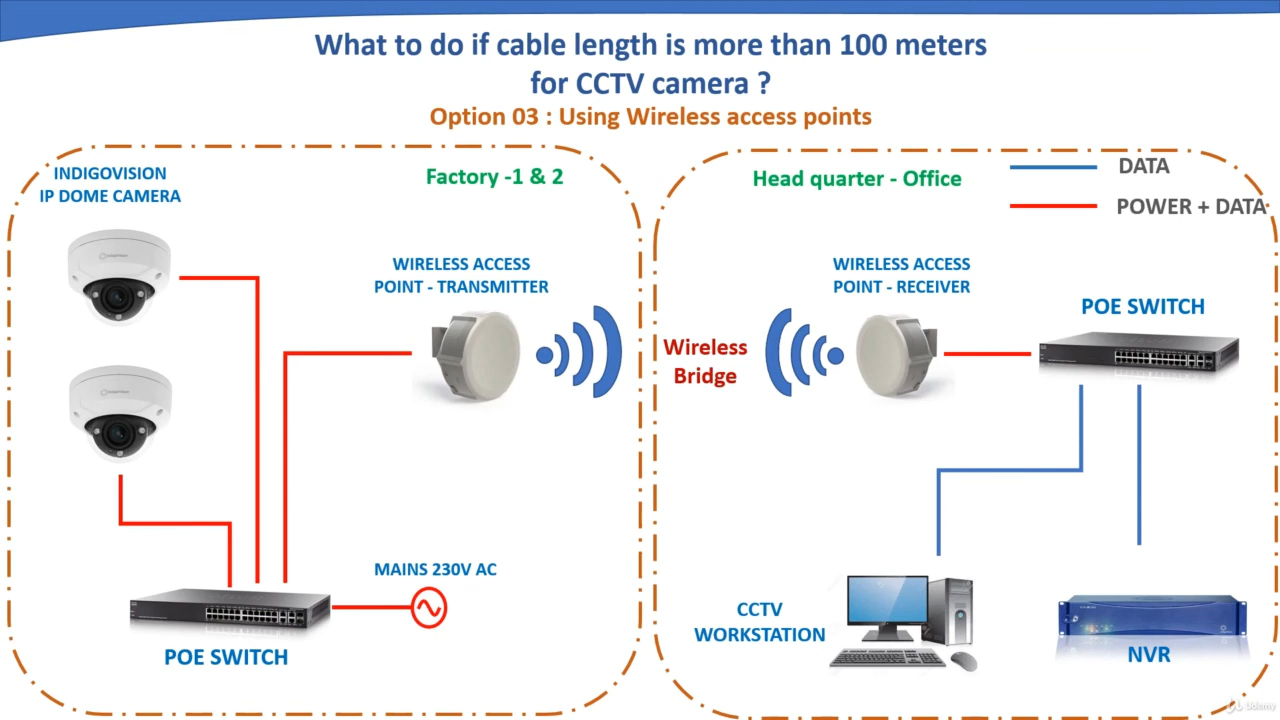 What to do if cable length is more than 100 meters
for CCTV camera ?
Option 03 : Using Wireless access points
INDIGOVISION
IP DOME CAMERA
Factory -1 & 2
WIRELESS ACCESS
POINT - TRANSMITTER
MAINS 230V AC
POE SWITCH
Wireless
Bridge
Head quarter - Office
DATA
POWER + DATA
WIRELESS ACCESS
POINT - RECEIVER
POE SWITCH
CCTV
WORKSTATION
NVR
Udemy